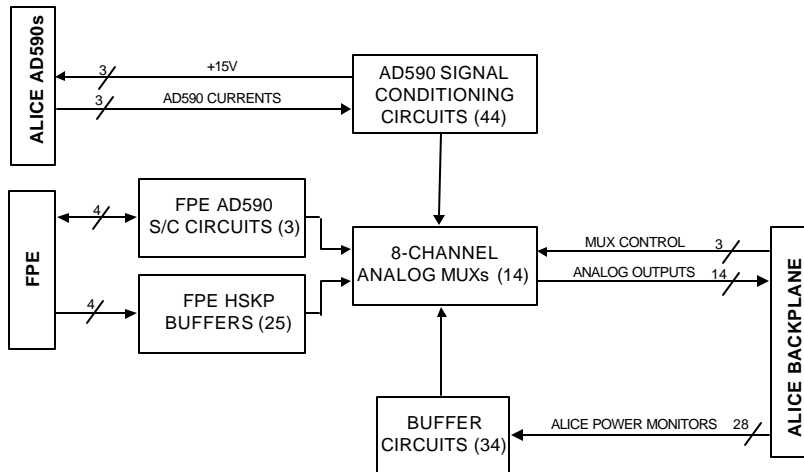 ALICE AD590s
3
+15V
3
AD590 CURRENTS
AD590 SIGNAL
CONDITIONING
CIRCUITS (44)
FPE
4
FPE AD590
S/C CIRCUITS (3)
4
FPE HSKP
BUFFERS (25)
8-CHANNEL
ANALOG MUXs (14)
MUX CONTROL
3
ANALOG OUTPUTS
14
BUFFER
CIRCUITS (34)
ALICE POWER MONITORS
28
ALICE BACKPLANE